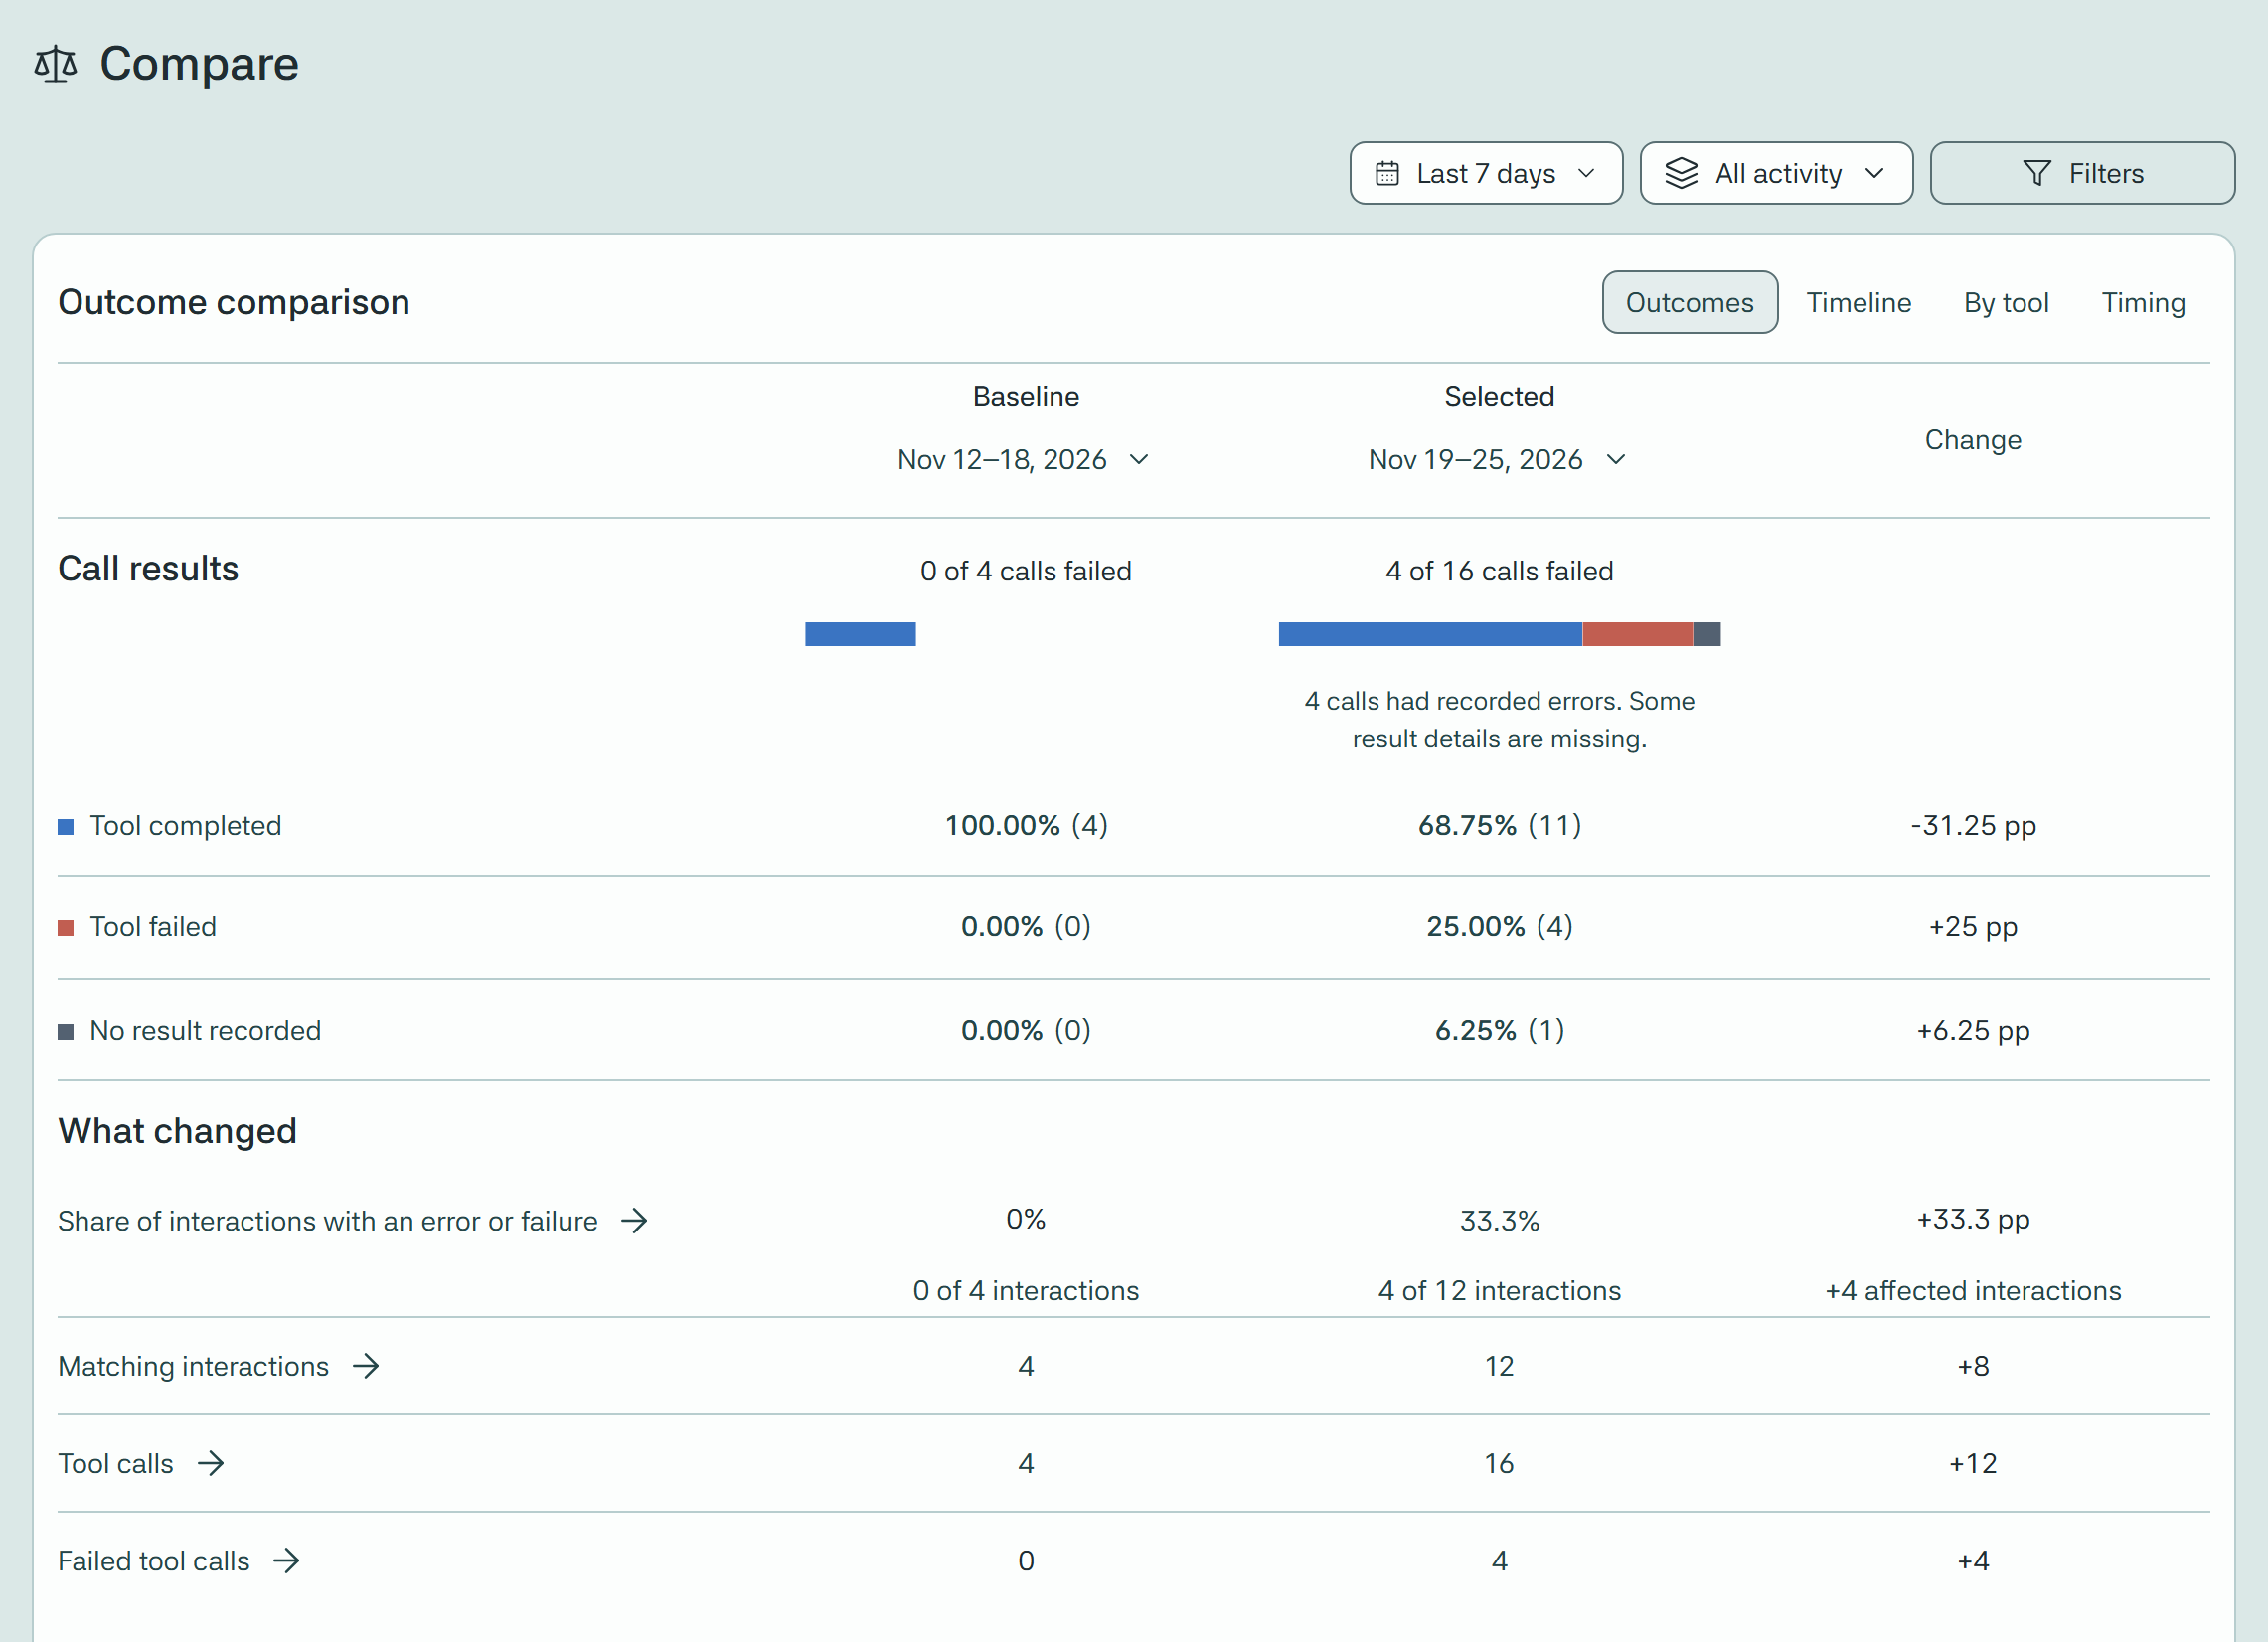 Compare
Last 7 days
All activity
Filters
Outcome comparison
Outcomes
Timeline
By tool
Timing
Baseline
Selected
Change
Nov 12–18, 2026
Nov 19–25, 2026
Call results
0 of 4 calls failed
4 of 16 calls failed
4 calls had recorded errors. Some
result details are missing.
Tool completed
100.00% (4)
68.75% (11)
-31.25 pp
Tool failed
0.00% (0)
25.00% (4)
+25 pp
No result recorded
0.00% (0)
6.25% (1)
+6.25 pp
What changed
Share of interactions with an error or failure
0%
33.3%
+33.3 pp
0 of 4 interactions
4 of 12 interactions
+4 affected interactions
Matching interactions
4
12
+8
Tool calls
4
16
+12
Failed tool calls
0
4
+4